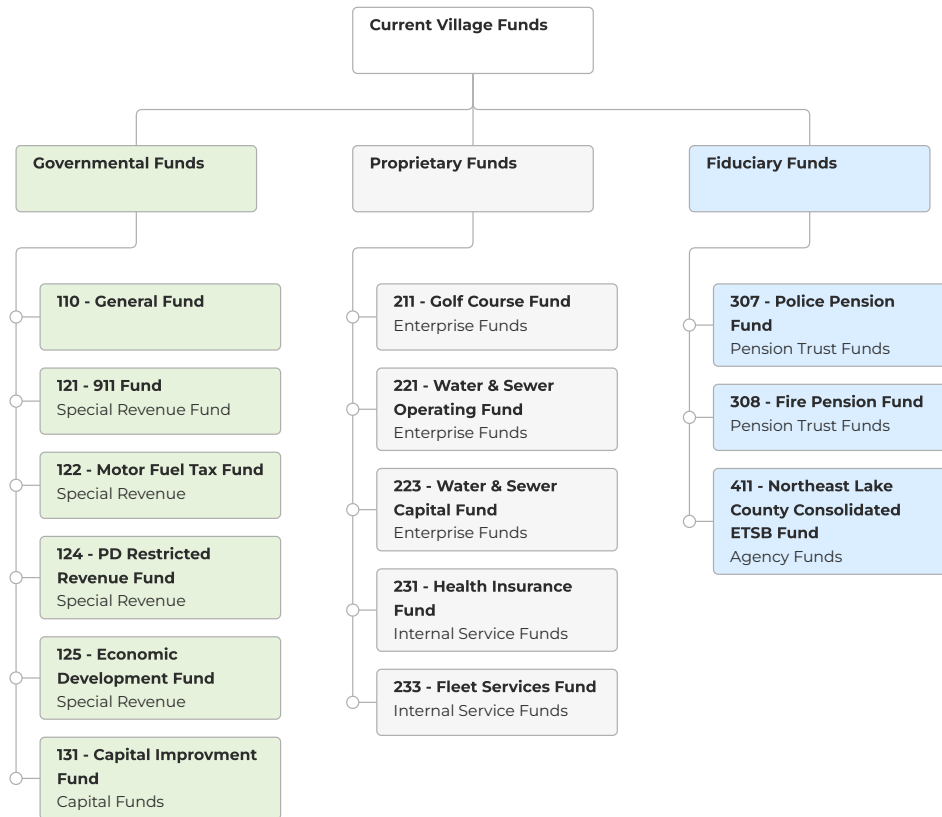 Current Village Funds
Governmental Funds
Proprietary Funds
Fiduciary Funds
110 - General Fund
121 - 911 Fund
Special Revenue Fund
122 - Motor Fuel Tax Fund
Special Revenue
124 - PD Restricted
Revenue Fund
Special Revenue
125 - Economic
Development Fund
Special Revenue
131 - Capital Improvment
Fund
Capital Funds
211 - Golf Course Fund
Enterprise Funds
221 - Water & Sewer
Operating Fund
Enterprise Funds
223 - Water & Sewer
Capital Fund
Enterprise Funds
231 - Health Insurance
Fund
Internal Service Funds
233 - Fleet Services Fund
Internal Service Funds
307 - Police Pension
Fund
Pension Trust Funds
308 - Fire Pension Fund
Pension Trust Funds
411 - Northeast Lake
County Consolidated
ETSB Fund
Agency Funds